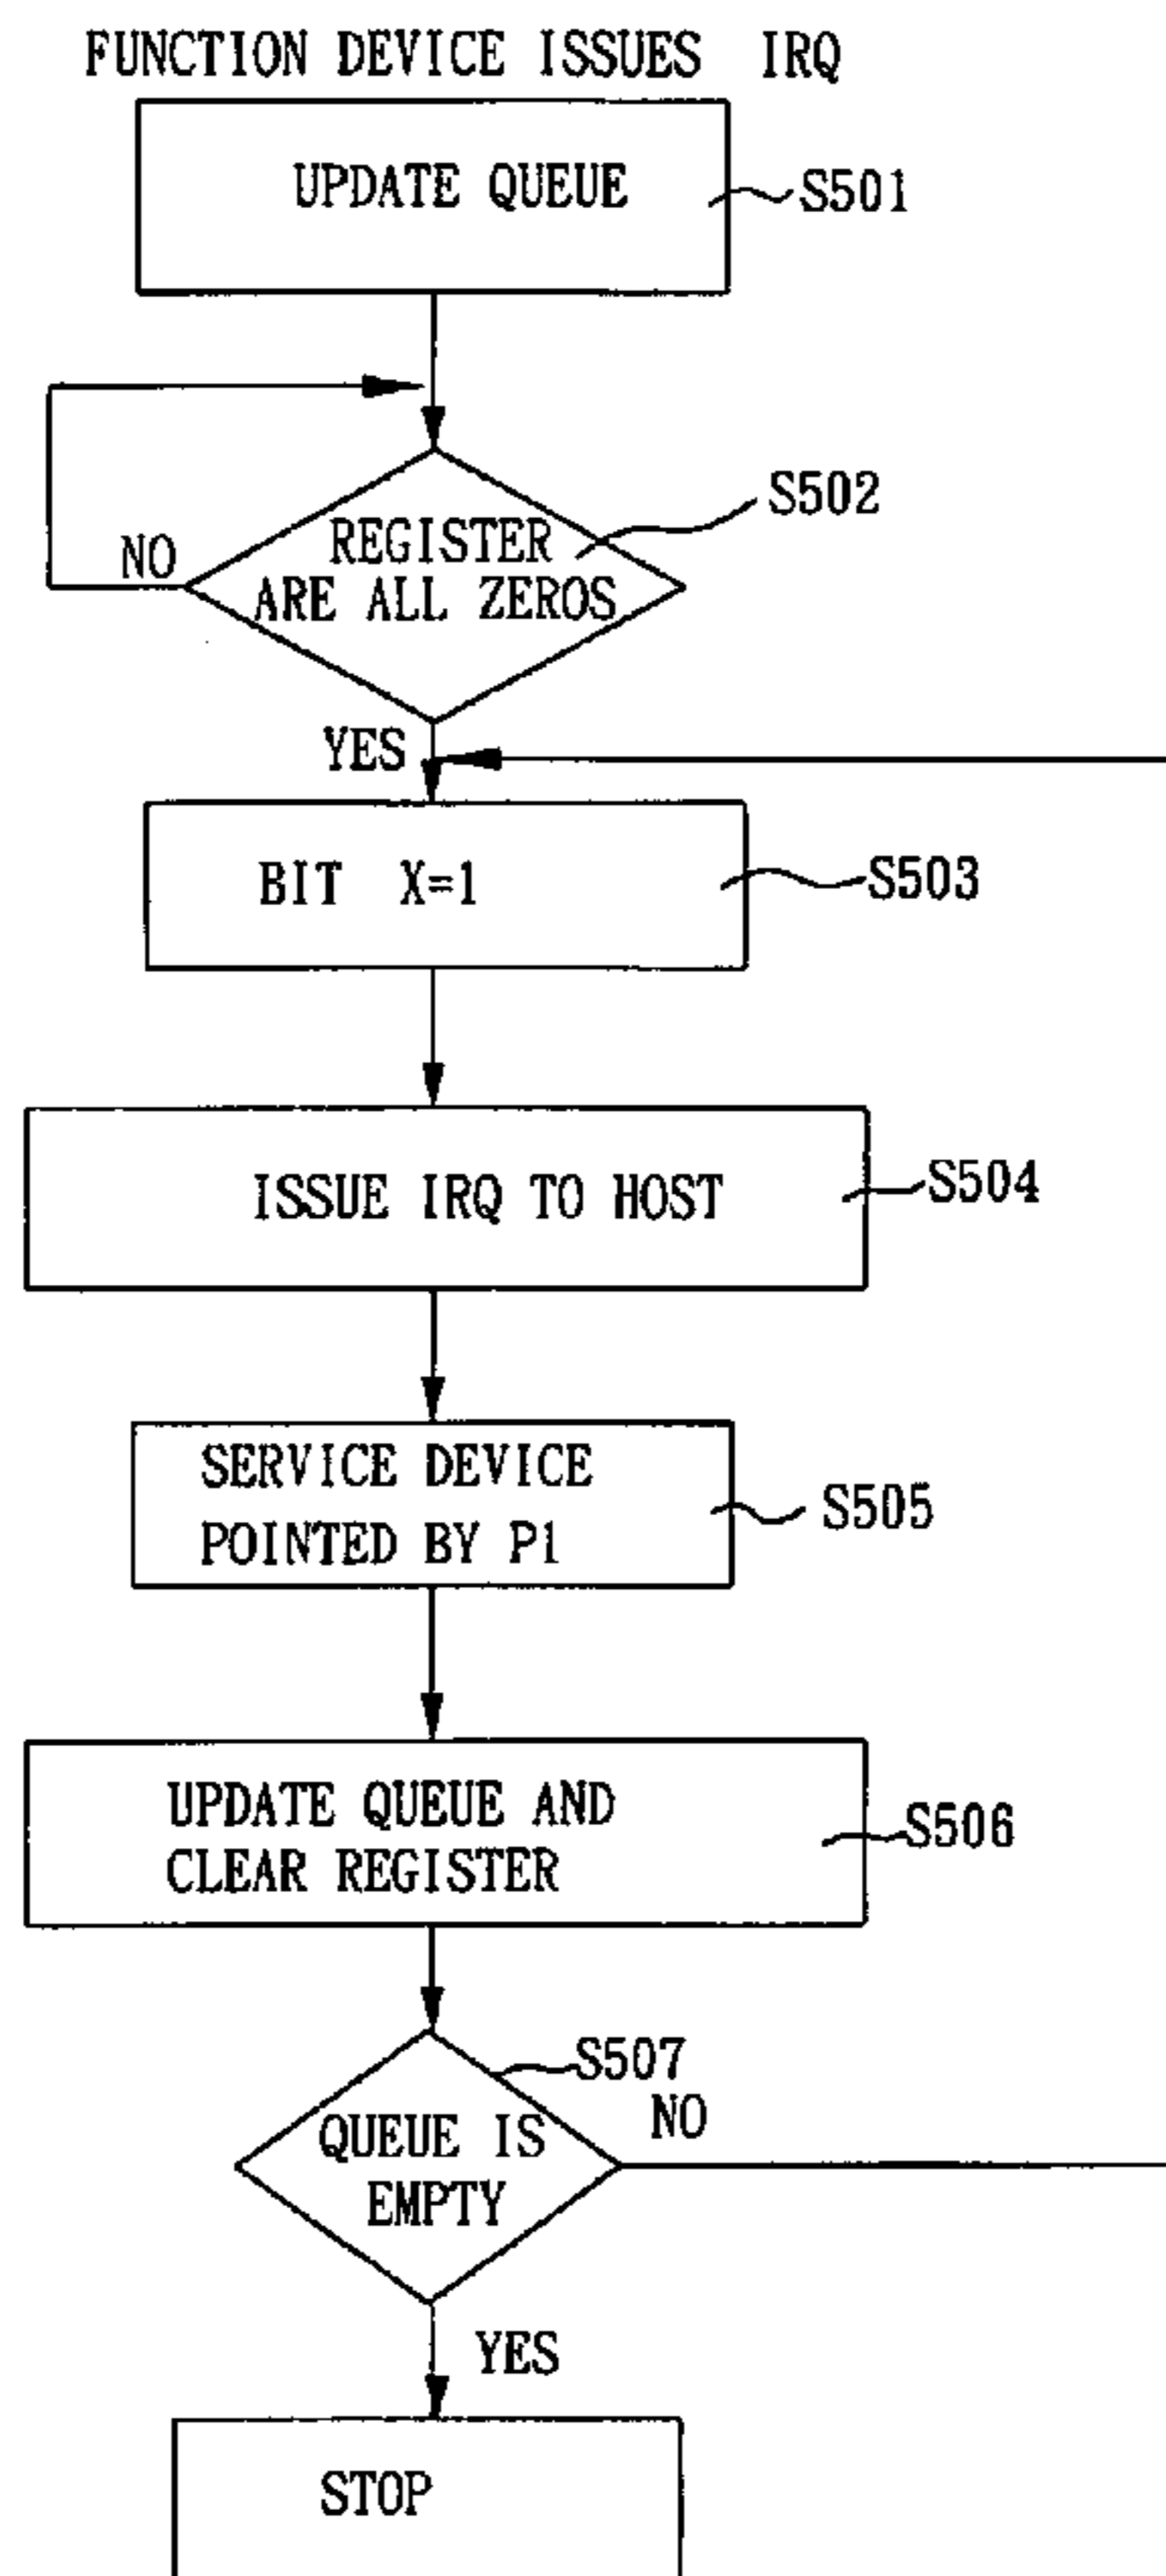 FUNCTION DEVICE ISSUES IRQ
UPDATE QUEUE
S501
S502
REGISTER
ARE ALL ZEROS
NO
YES
BIT X=1
S503
ISSUE IRQ TO HOST
S504
SERVICE DEVICE
POINTED BY P1
S505
UPDATE QUEUE AND
CLEAR REGISTER
S506
S507
NO
QUEUE IS
EMPTY
YES
STOP